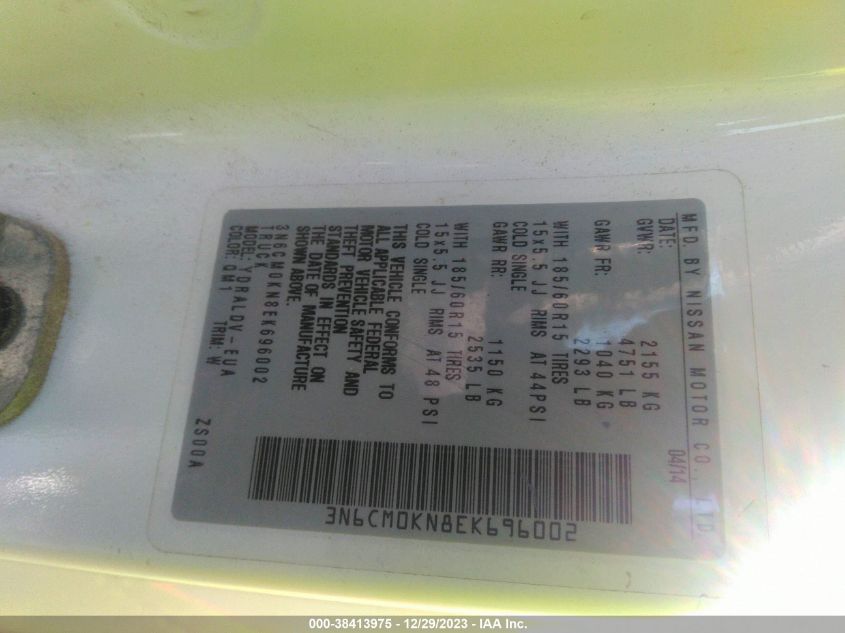 MFD. BY NISSAN MOTOR CO., LTD
DATE: 04/14
GVWR: 2155 KG
4751 LB
GAWR FR: 1040 KG
2293 LB
WITH 185/60R15 TIRES
15x5.5 JJ RIMS AT 44PSI
COLD SINGLE
GAWR RR: 1150 KG
2535 LB
WITH 185/60R15 TIRES
15x5.5 JJ RIMS AT 48 PSI
COLD SINGLE
THIS VEHICLE CONFORMS TO
ALL APPLICABLE FEDERAL
MOTOR VEHICLE SAFETY AND
THEFT PREVENTION
STANDARDS IN EFFECT ON
THE DATE OF MANUFACTURE
SHOWN ABOVE.
3N6CM0KN8EK696002
TRUCK
MODEL: YDRALDV-EUA
COLOR: QM1 TRIM: W
ZS00A
3N6CM0KN8EK696002
000-38413975 - 12/29/2023 - IAA Inc.